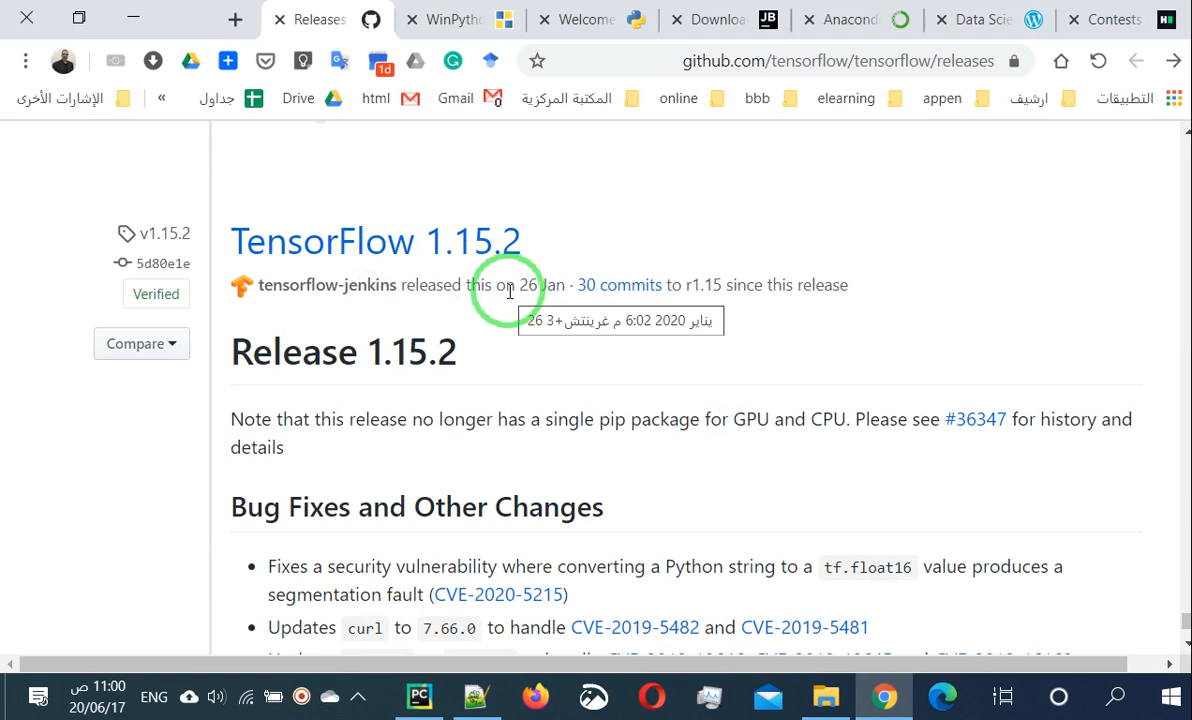 Releases
WinPytho
Welcome
Downloa
Anacond
Data Scie
Contests
1d
github.com/tensorflow/tensorflow/releases
الإشارات الأخرى
»
جداول
Drive
html
Gmail
المكتبة المركزية
online
bbb
elearning
appen
ارشيف
التطبيقات
v1.15.2
5d80e1e
Verified
Compare
TensorFlow 1.15.2
tensorflow-jenkins released this on 26 Jan · 30 commits to r1.15 since this release
26 يناير 2020 6:02 م غرينتش+3
Release 1.15.2
Note that this release no longer has a single pip package for GPU and CPU. Please see #36347 for history and
details
Bug Fixes and Other Changes
• Fixes a security vulnerability where converting a Python string to a tf.float16 value produces a
segmentation fault (CVE-2020-5215)
• Updates curl to 7.66.0 to handle CVE-2019-5482 and CVE-2019-5481
11:00 ص
20/06/17
ENG